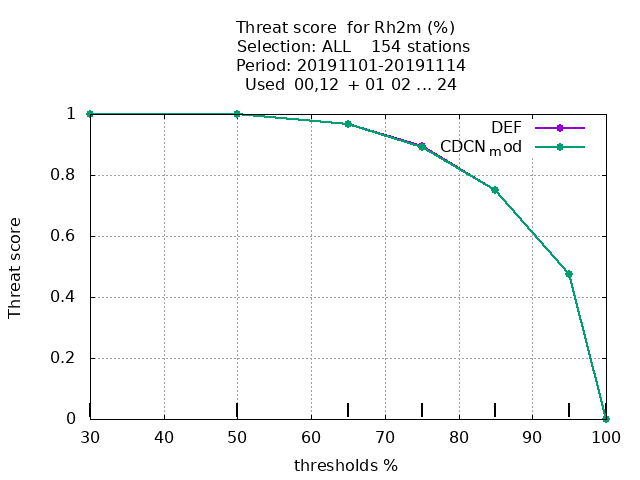 Threat score  for Rh2m (%)
Selection: ALL    154 stations
Period: 20191101-20191114
Used  00,12  + 01 02 ... 24
1
DEF
CDCNmod
0.8
0.6
0.4
0.2
0
Threat score
30 40 50 60 70 80 90 100
thresholds %